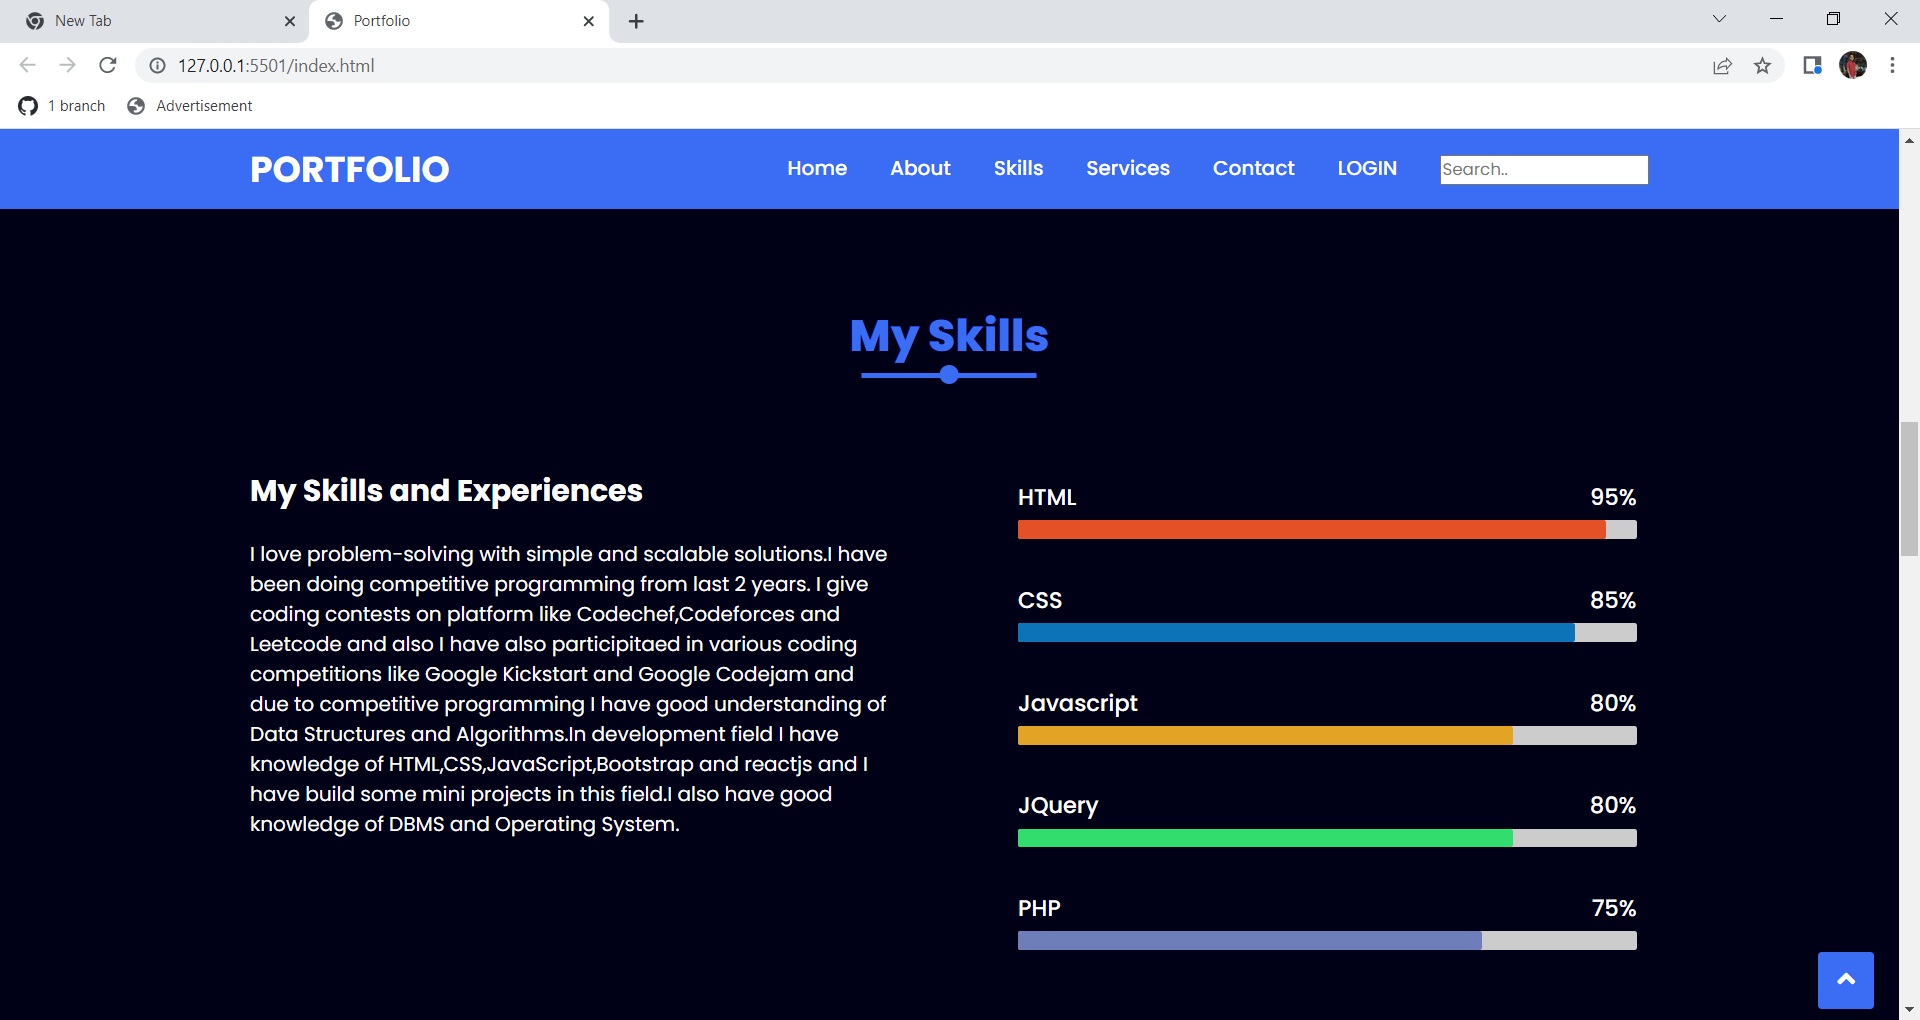 New Tab
Portfolio
127.0.0.1:5501/index.html
1 branch
Advertisement
PORTFOLIO
Home
About
Skills
Services
Contact
LOGIN
Search..
My Skills
My Skills and Experiences
I love problem-solving with simple and scalable solutions.I have
been doing competitive programming from last 2 years. I give
coding contests on platform like Codechef,Codeforces and
Leetcode and also I have also participitaed in various coding
competitions like Google Kickstart and Google Codejam and
due to competitive programming I have good understanding of
Data Structures and Algorithms.In development field I have
knowledge of HTML,CSS,JavaScript,Bootstrap and reactjs and I
have build some mini projects in this field.I also have good
knowledge of DBMS and Operating System.
HTML 95%
CSS 85%
Javascript 80%
JQuery 80%
PHP 75%